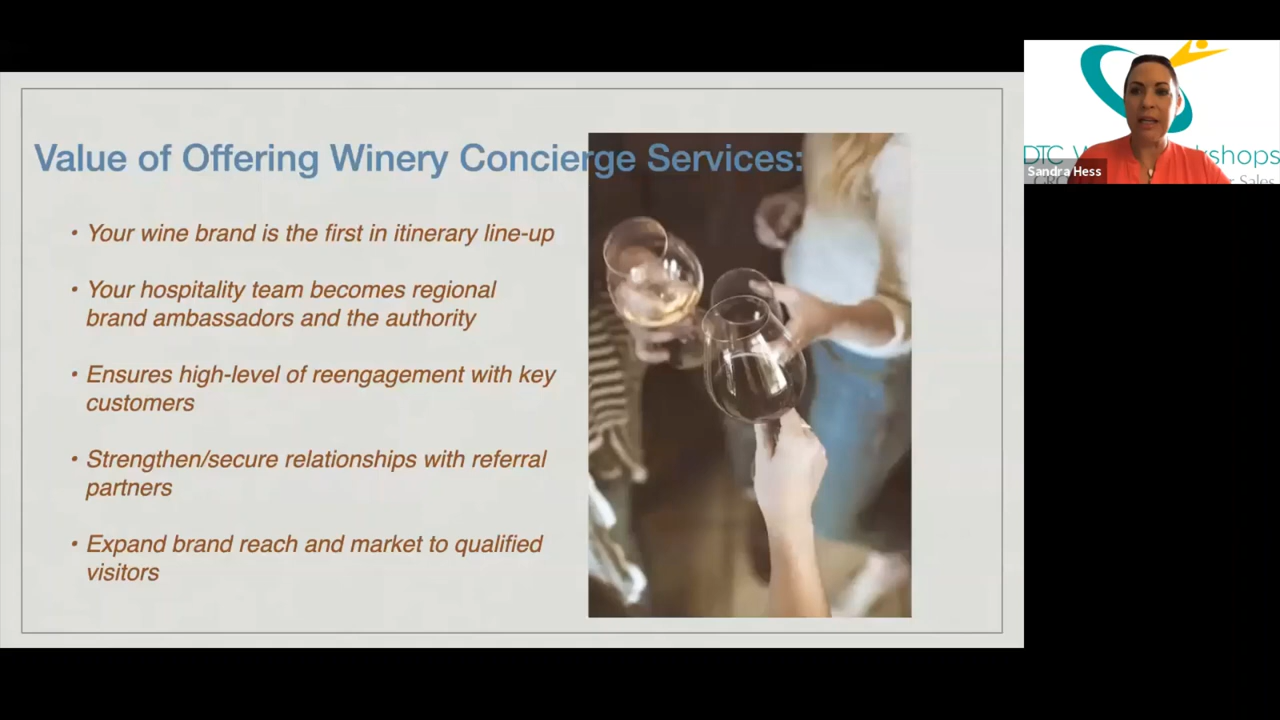 Value of Offering Winery Concierge Services:
• Your wine brand is the first in itinerary line-up
• Your hospitality team becomes regional
brand ambassadors and the authority
• Ensures high-level of reengagement with key
customers
• Strengthen/secure relationships with referral
partners
• Expand brand reach and market to qualified
visitors
DTC W kshops
Sandra Hess
Sales